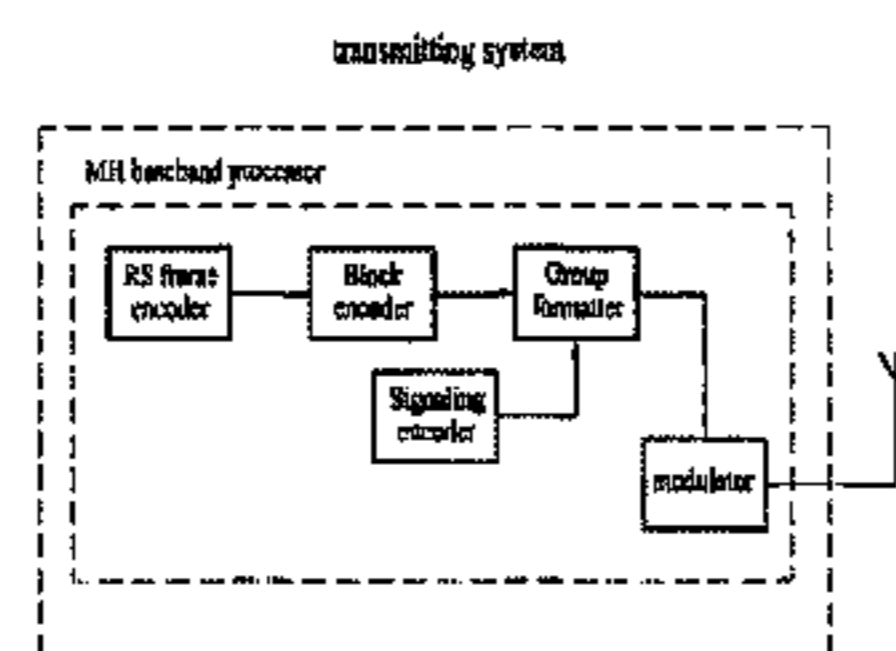 transmitting system
MH baseband processor
RS frame
encoder
Block
encoder
Group
Formatter
Signaling
encoder
modulator